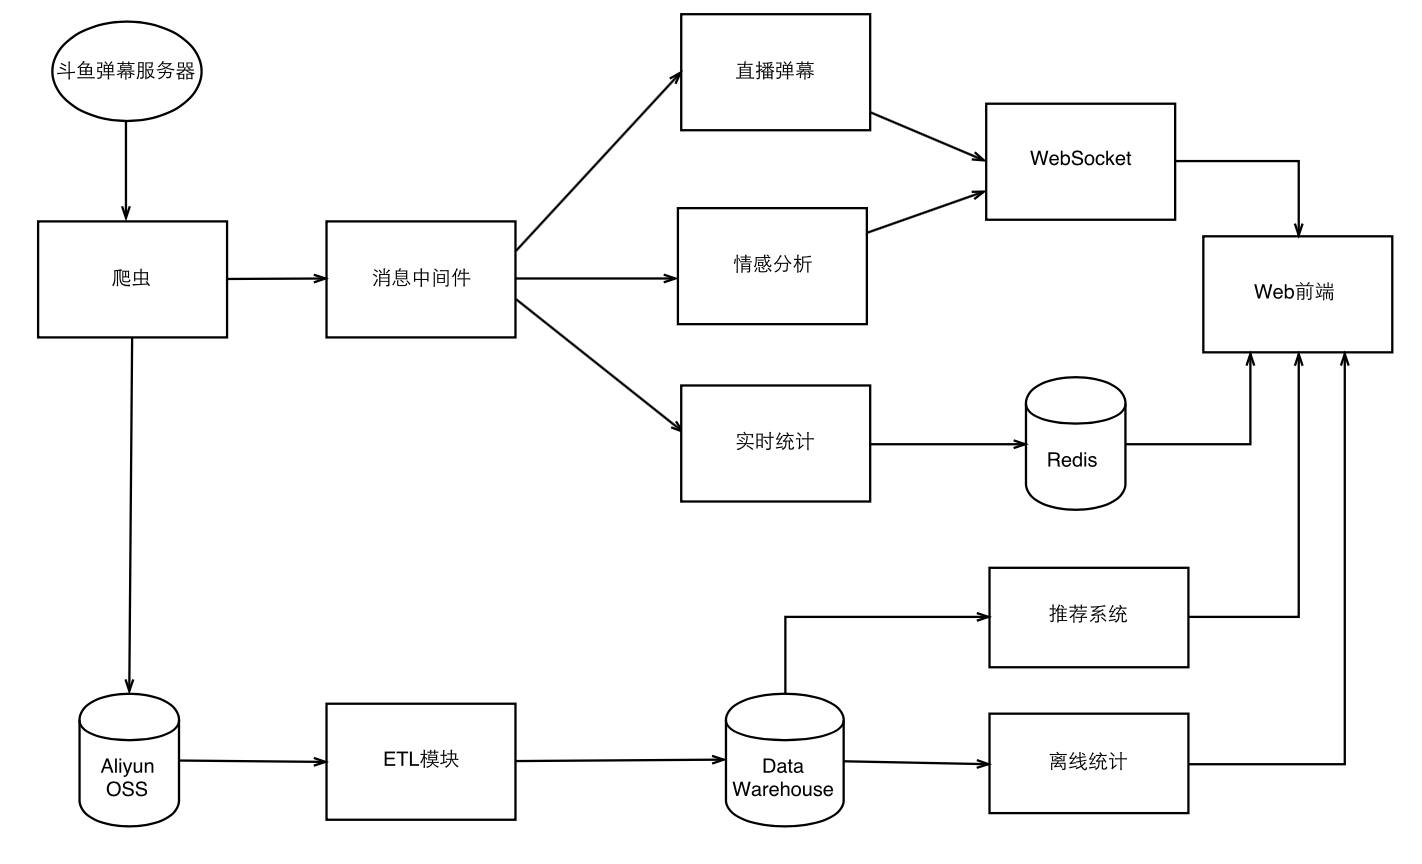 斗鱼弹幕服务器
直播弹幕
WebSocket
爬虫
消息中间件
情感分析
Web前端
实时统计
Redis
推荐系统
Aliyun
OSS
ETL模块
Data
Warehouse
离线统计